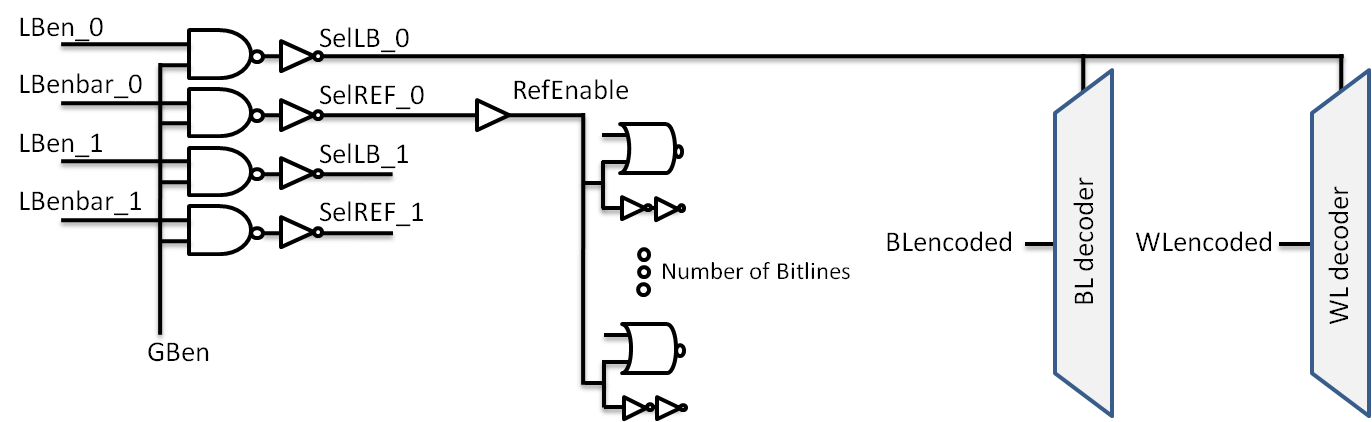 LBen_0
SelLB_0
LBenbar_0
SelREF_0
RefEnable
LBen_1
SelLB_1
LBenbar_1
SelREF_1
BLencoded
BL decoder
WLencoded
WL decoder
Number of Bitlines
GBen